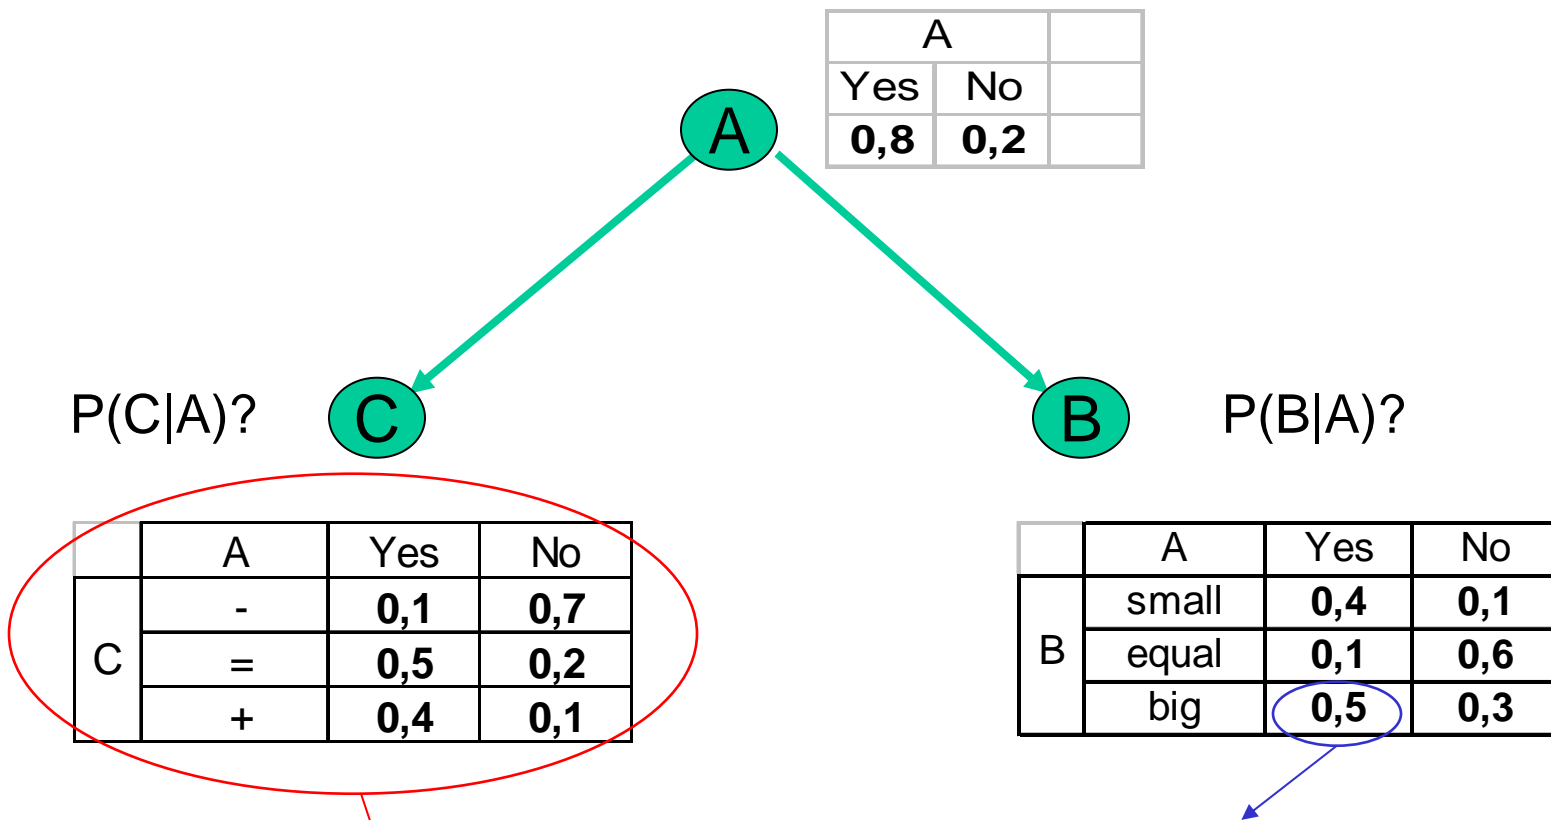 A
Yes No
0,8 0,2
A
P(C|A)?
C
B
P(B|A)?
A Yes No
- 0,1 0,7
C = 0,5 0,2
+ 0,4 0,1
A Yes No
small 0,4 0,1
B equal 0,1 0,6
big 0,5 0,3